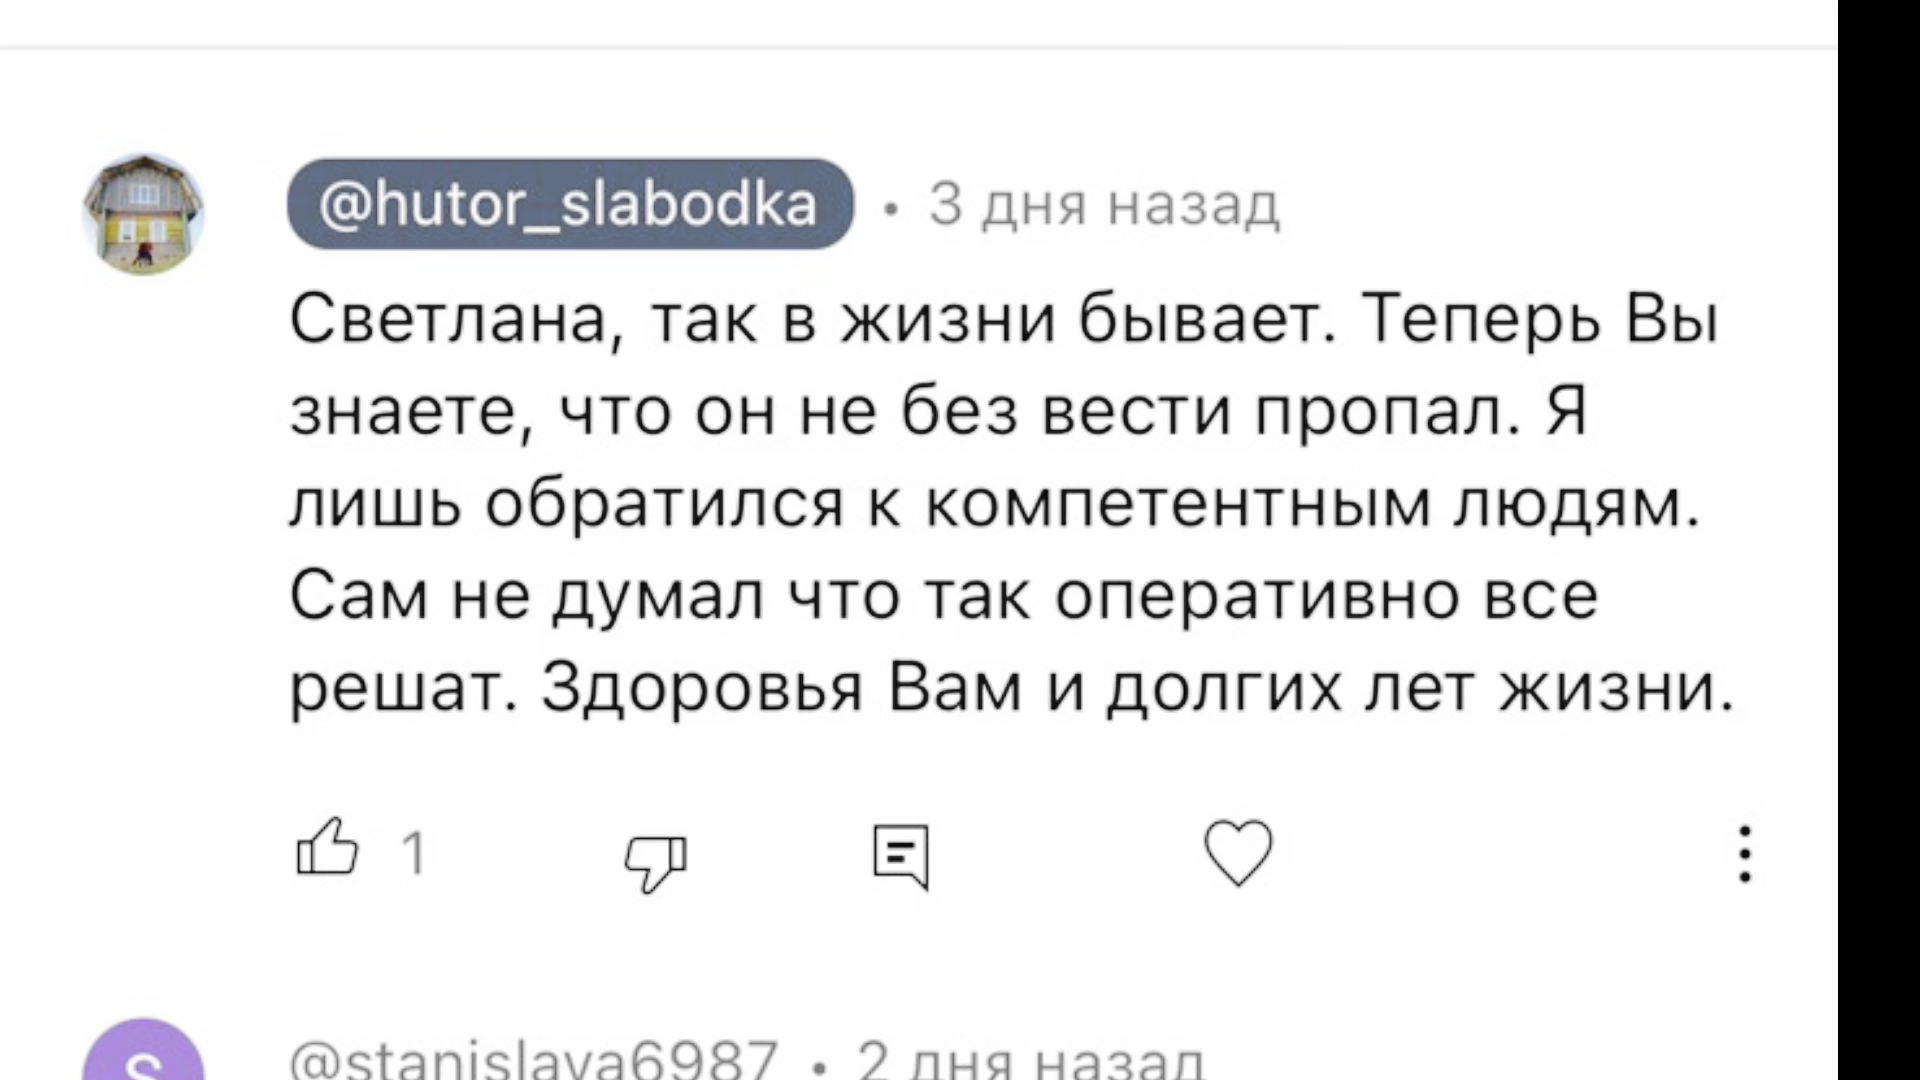 @hutor_slabodka • 3 дня назад
Светлана, так в жизни бывает. Теперь Вы
знаете, что он не без вести пропал. Я
лишь обратился к компетентным людям.
Сам не думал что так оперативно все
решат. Здоровья Вам и долгих лет жизни.
1
S
@stanislava6987 • 2 дня назад